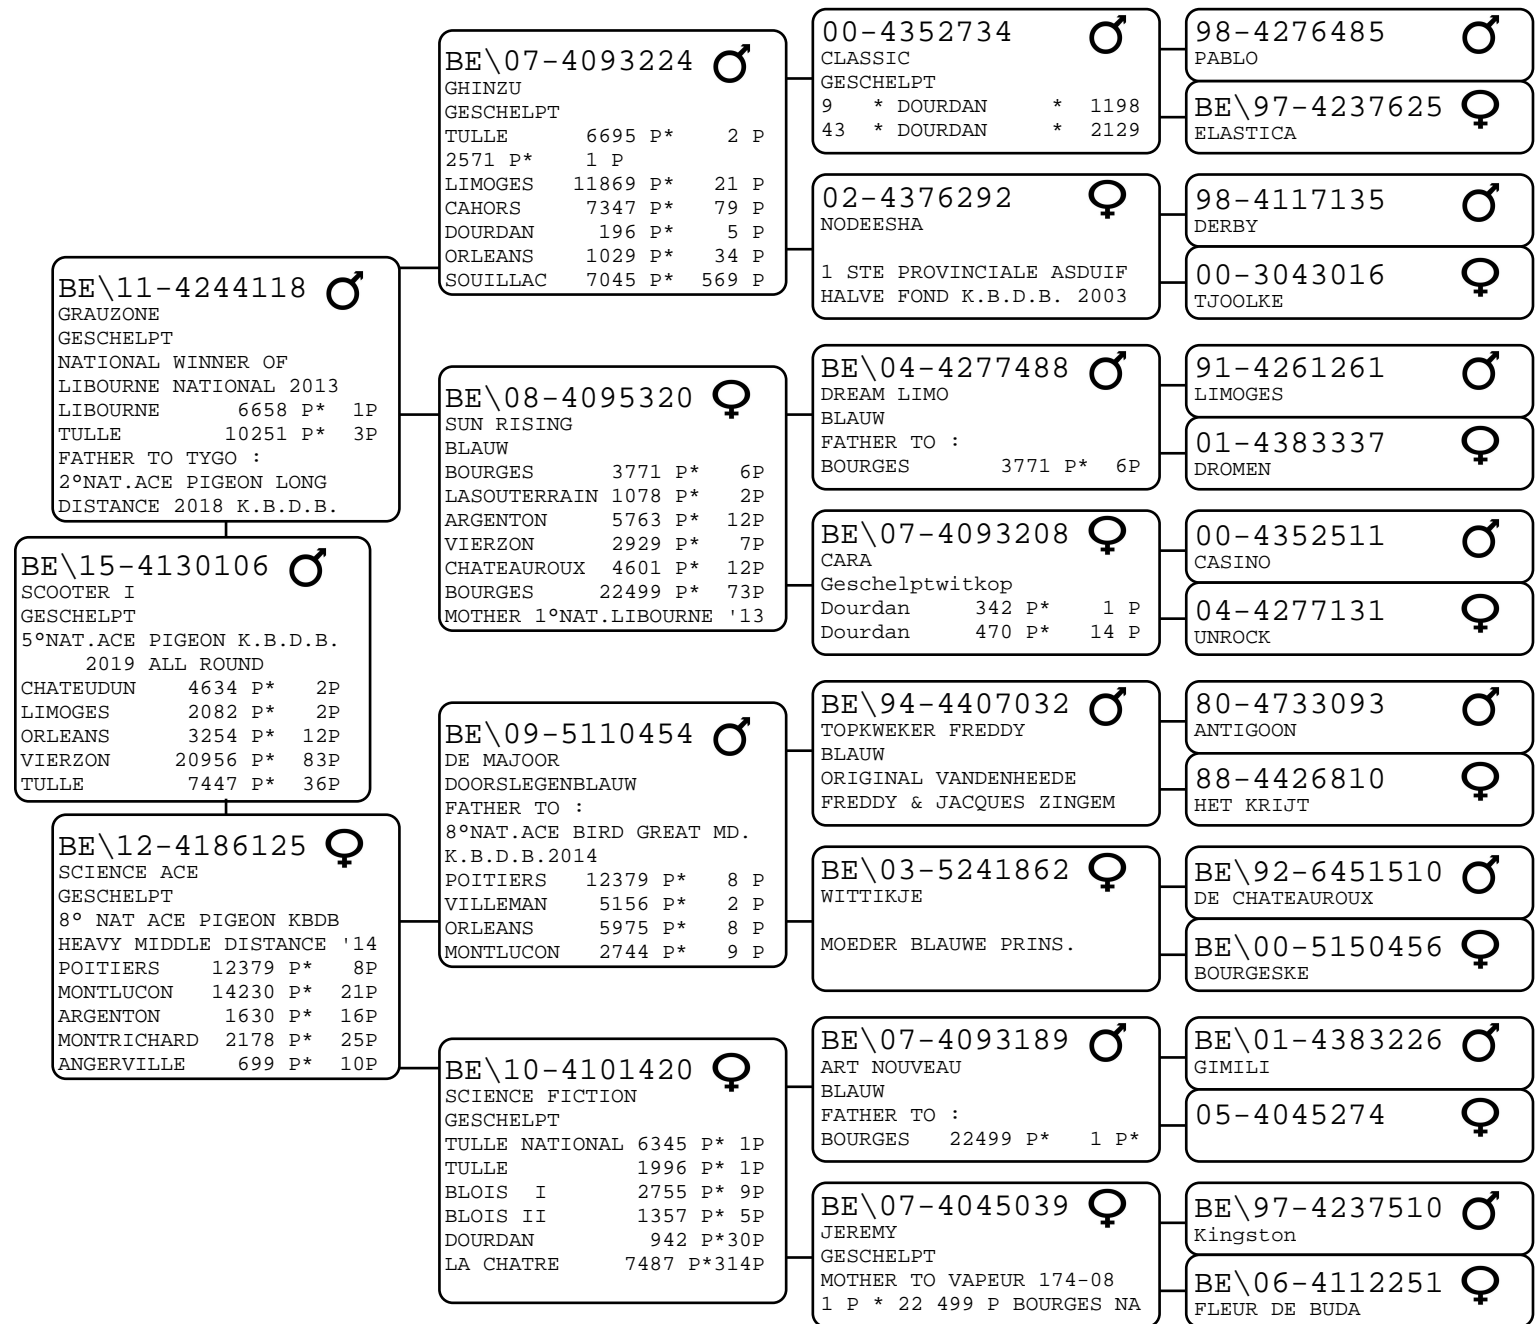 BE\15-4130106 ♂
SCOOTER I
GESCHELPT
5°NAT.ACE PIGEON K.B.D.B.
2019 ALL ROUND
CHATEUDUN 4634 P* 2P
LIMOGES 2082 P* 2P
ORLEANS 3254 P* 12P
VIERZON 20956 P* 83P
TULLE 7447 P* 36P
BE\11-4244118 ♂
GRAUZONE
GESCHELPT
NATIONAL WINNER OF
LIBOURNE NATIONAL 2013
LIBOURNE 6658 P* 1P
TULLE 10251 P* 3P
FATHER TO TYGO :
2°NAT.ACE PIGEON LONG
DISTANCE 2018 K.B.D.B.
BE\12-4186125 ♀
SCIENCE ACE
GESCHELPT
8° NAT ACE PIGEON KBDB
HEAVY MIDDLE DISTANCE '14
POITIERS 12379 P* 8P
MONTLUCON 14230 P* 21P
ARGENTON 1630 P* 16P
MONTRICHARD 2178 P* 25P
ANGERVILLE 699 P* 10P
BE\07-4093224 ♂
GHINZU
GESCHELPT
TULLE 6695 P* 2 P
2571 P* 1 P
LIMOGES 11869 P* 21 P
CAHORS 7347 P* 79 P
DOURDAN 196 P* 5 P
ORLEANS 1029 P* 34 P
SOUILLAC 7045 P* 569 P
BE\08-4095320 ♀
SUN RISING
BLAUW
BOURGES 3771 P* 6P
LASOUTERRAIN 1078 P* 2P
ARGENTON 5763 P* 12P
VIERZON 2929 P* 7P
CHATEAUROUX 4601 P* 12P
BOURGES 22499 P* 73P
MOTHER 1°NAT.LIBOURNE '13
BE\09-5110454 ♂
DE MAJOOR
DOORSLEGENBLAUW
FATHER TO :
8°NAT.ACE BIRD GREAT MD.
K.B.D.B.2014
POITIERS 12379 P* 8 P
VILLEMAN 5156 P* 2 P
ORLEANS 5975 P* 8 P
MONTLUCON 2744 P* 9 P
BE\10-4101420 ♀
SCIENCE FICTION
GESCHELPT
TULLE NATIONAL 6345 P* 1P
TULLE 1996 P* 1P
BLOIS I 2755 P* 9P
BLOIS II 1357 P* 5P
DOURDAN 942 P*30P
LA CHATRE 7487 P*314P
00-4352734 ♂
CLASSIC
GESCHELPT
9 * DOURDAN * 1198
43 * DOURDAN * 2129
02-4376292 ♀
NODEESHA
1 STE PROVINCIALE ASDUIF
HALVE FOND K.B.D.B. 2003
BE\04-4277488 ♂
DREAM LIMO
BLAUW
FATHER TO :
BOURGES 3771 P* 6P
BE\07-4093208 ♀
CARA
Geschelptwitkop
Dourdan 342 P* 1 P
Dourdan 470 P* 14 P
BE\94-4407032 ♂
TOPKWEKER FREDDY
BLAUW
ORIGINAL VANDENHEEDE
FREDDY & JACQUES ZINGEM
BE\03-5241862 ♀
WITTIKJE
MOEDER BLAUWE PRINS.
BE\07-4093189 ♂
ART NOUVEAU
BLAUW
FATHER TO :
BOURGES 22499 P* 1 P*
BE\07-4045039 ♀
JEREMY
GESCHELPT
MOTHER TO VAPEUR 174-08
1 P * 22 499 P BOURGES NA
98-4276485 ♂
PABLO
BE\97-4237625 ♀
ELASTICA
98-4117135 ♂
DERBY
00-3043016 ♀
TJOOLKE
91-4261261 ♂
LIMOGES
01-4383337 ♀
DROMEN
00-4352511 ♂
CASINO
04-4277131 ♀
UNROCK
80-4733093 ♂
ANTIGOON
88-4426810 ♀
HET KRIJT
BE\92-6451510 ♂
DE CHATEAUROUX
BE\00-5150456 ♀
BOURGESKE
BE\01-4383226 ♂
GIMILI
05-4045274 ♀
BE\97-4237510 ♂
Kingston
BE\06-4112251 ♀
FLEUR DE BUDA